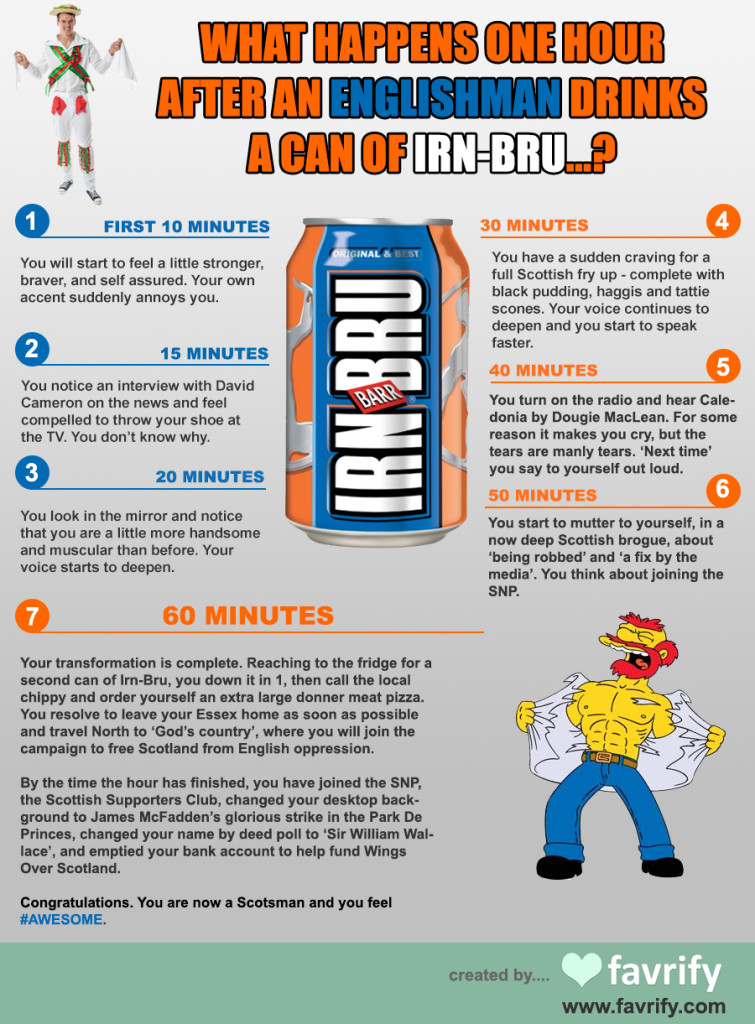 WHAT HAPPENS ONE HOUR
AFTER AN ENGLISHMAN DRINKS
A CAN OF IRN-BRU...?
1
FIRST 10 MINUTES
You will start to feel a little stronger,
braver, and self assured. Your own
accent suddenly annoys you.
2
15 MINUTES
You notice an interview with David
Cameron on the news and feel
compelled to throw your shoe at
the TV. You don't know why.
3
20 MINUTES
You look in the mirror and notice
that you are a little more handsome
and muscular than before. Your
voice starts to deepen.
ORIGINAL & BEST
IRN-BRU
BARR
30 MINUTES
4
You have a sudden craving for a
full Scottish fry up - complete with
black pudding, haggis and tattie
scones. Your voice continues to
deepen and you start to speak
faster.
40 MINUTES
5
You turn on the radio and hear Cale-
donia by Dougie MacLean. For some
reason it makes you cry, but the
tears are manly tears. 'Next time'
you say to yourself out loud.
50 MINUTES
6
You start to mutter to yourself, in a
now deep Scottish brogue, about
'being robbed' and 'a fix by the
media'. You think about joining the
SNP.
7
60 MINUTES
Your transformation is complete. Reaching to the fridge for a
second can of Irn-Bru, you down it in 1, then call the local
chippy and order yourself an extra large donner meat pizza.
You resolve to leave your Essex home as soon as possible
and travel North to 'God's country', where you will join the
campaign to free Scotland from English oppression.
By the time the hour has finished, you have joined the SNP,
the Scottish Supporters Club, changed your desktop back-
ground to James McFadden's glorious strike in the Park De
Princes, changed your name by deed poll to 'Sir William Wal-
lace', and emptied your bank account to help fund Wings
Over Scotland.
Congratulations. You are now a Scotsman and you feel
#AWESOME.
created by....
favrify
www.favrify.com